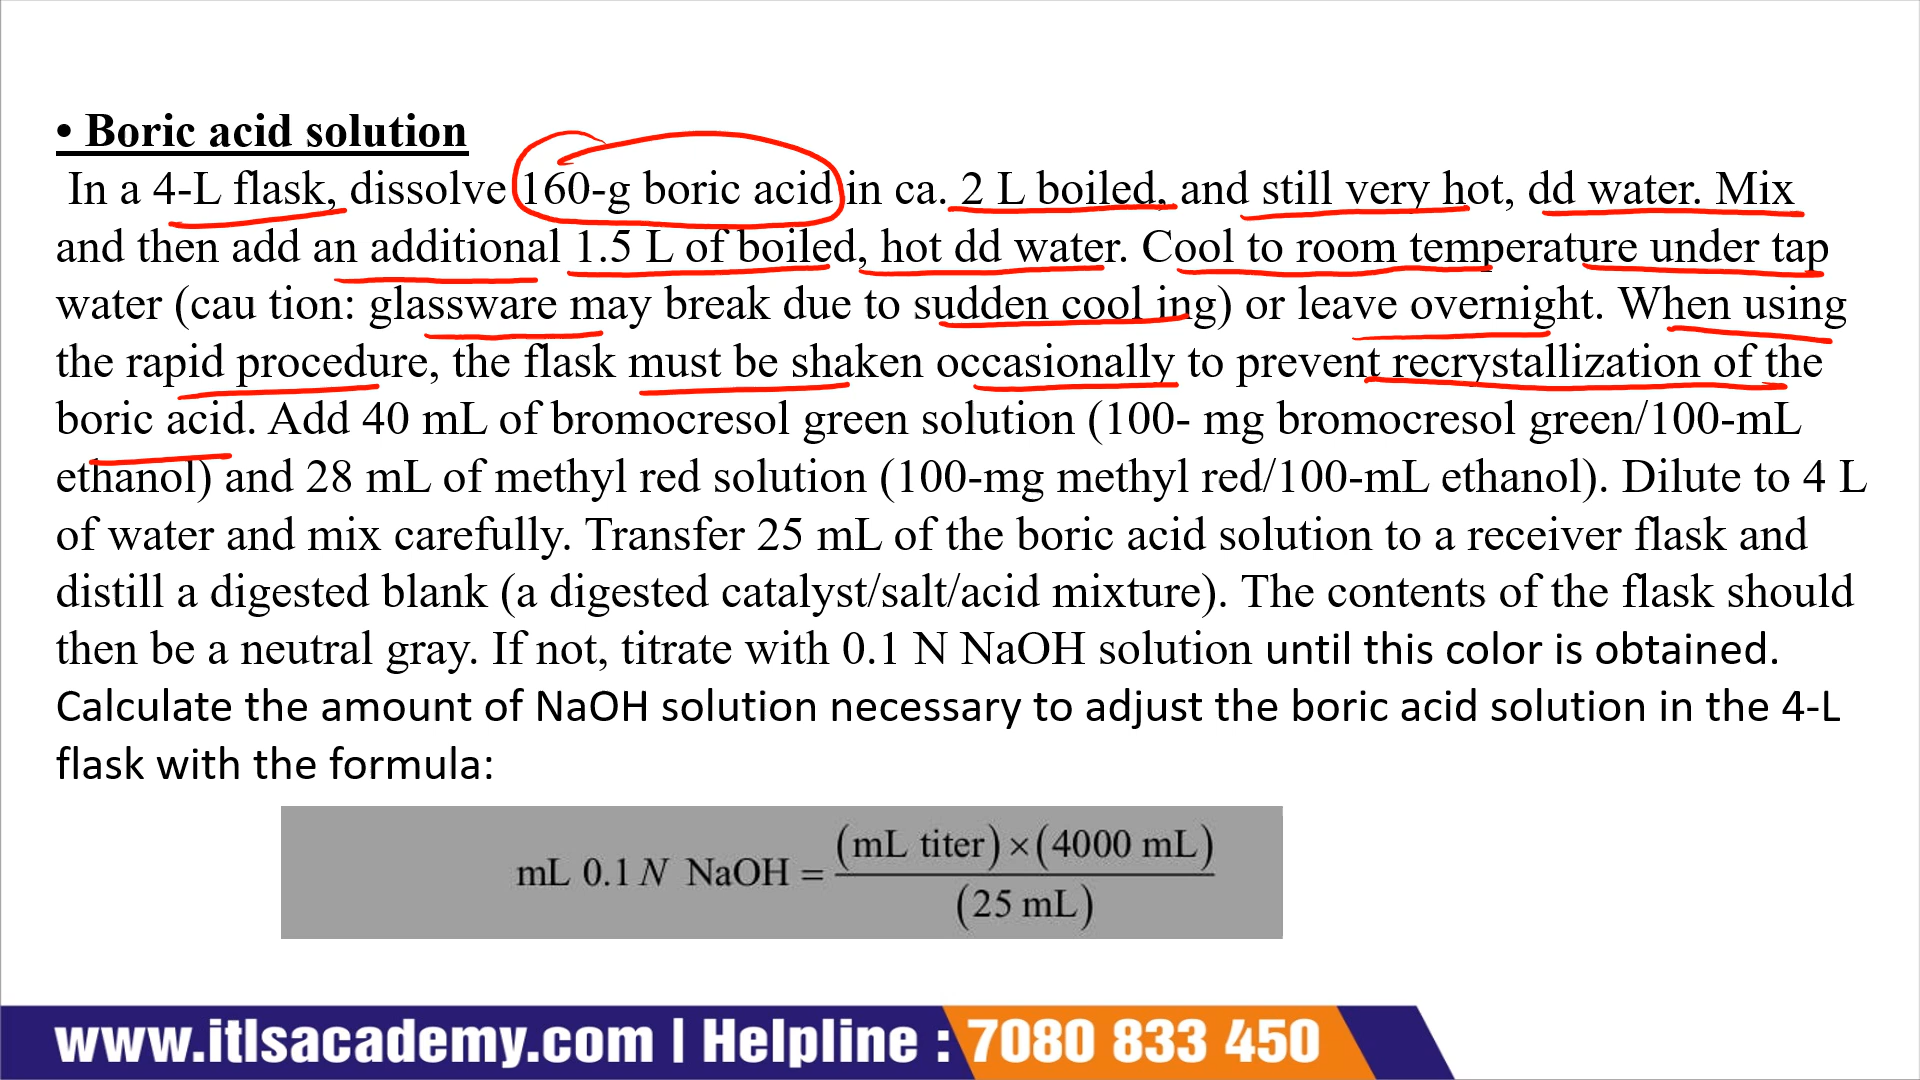 • Boric acid solution
In a 4-L flask, dissolve 160-g boric acid in ca. 2 L boiled, and still very hot, dd water. Mix
and then add an additional 1.5 L of boiled, hot dd water. Cool to room temperature under tap
water (cau tion: glassware may break due to sudden cool ing) or leave overnight. When using
the rapid procedure, the flask must be shaken occasionally to prevent recrystallization of the
boric acid. Add 40 mL of bromocresol green solution (100- mg bromocresol green/100-mL
ethanol) and 28 mL of methyl red solution (100-mg methyl red/100-mL ethanol). Dilute to 4 L
of water and mix carefully. Transfer 25 mL of the boric acid solution to a receiver flask and
distill a digested blank (a digested catalyst/salt/acid mixture). The contents of the flask should
then be a neutral gray. If not, titrate with 0.1 N NaOH solution until this color is obtained.
Calculate the amount of NaOH solution necessary to adjust the boric acid solution in the 4-L
flask with the formula:
mL 0.1 N NaOH = (mL titer) × (4000 mL)
(25 mL)
www.itlsacademy.com | Helpline : 7080 833 450